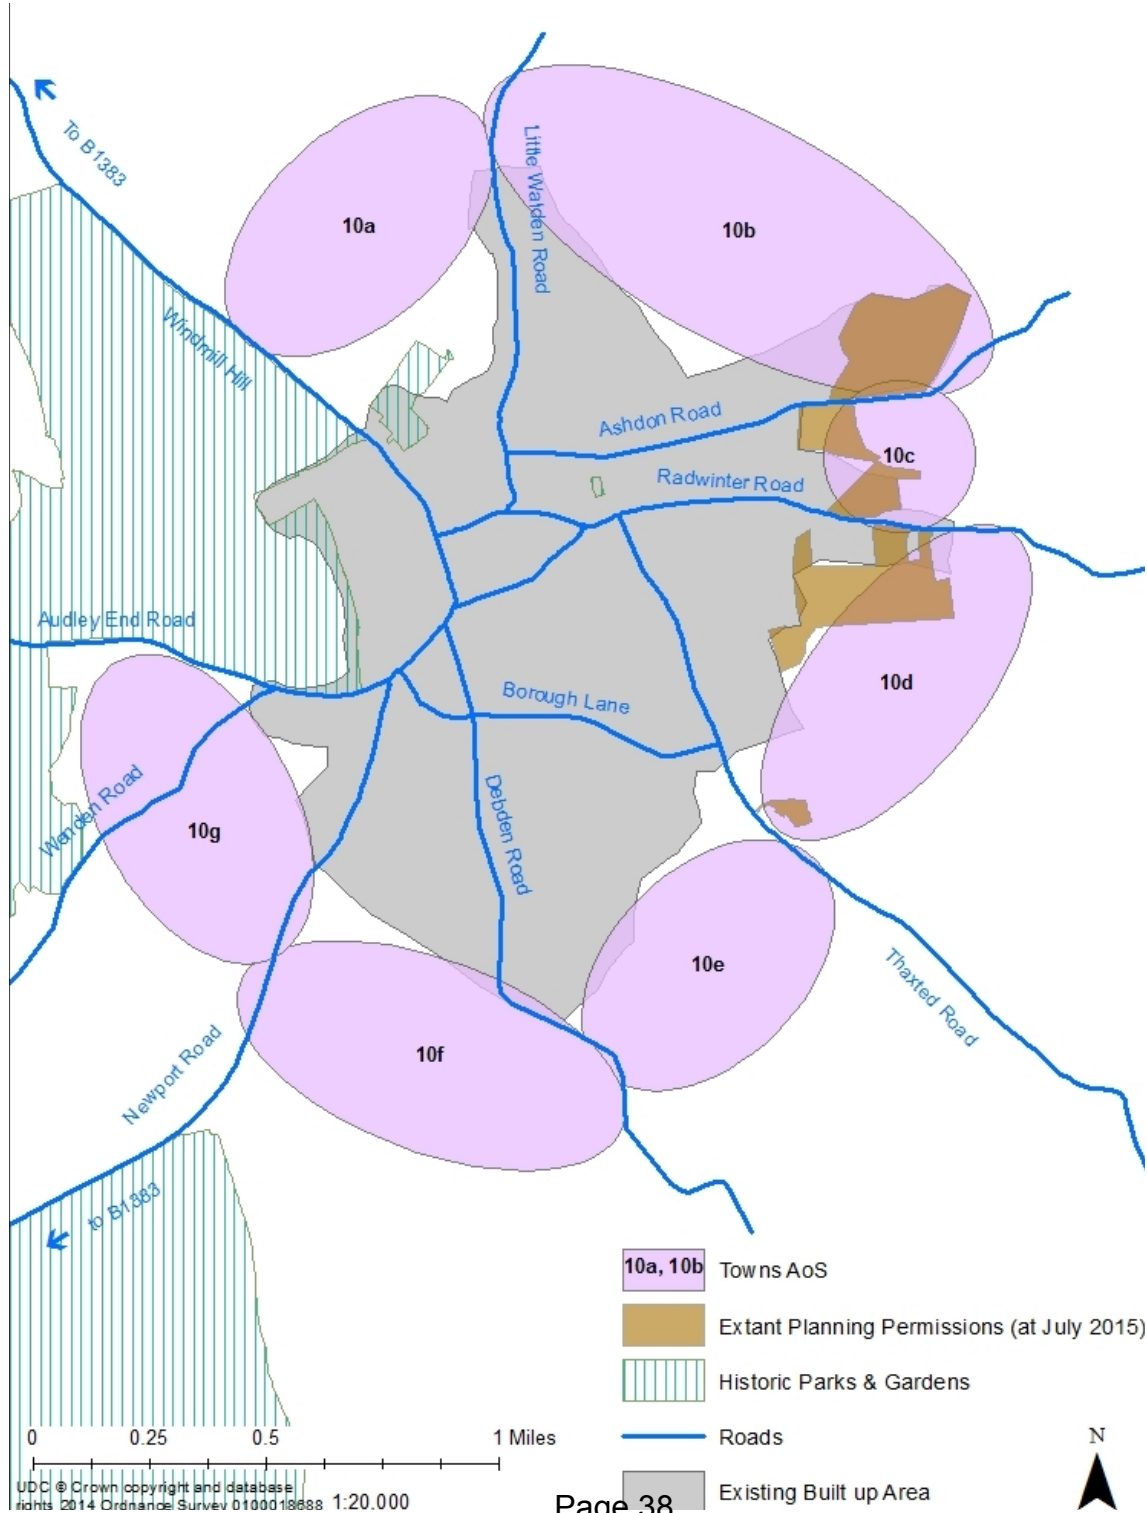 To B1383
Little Walden Road
10a
10b
Windmill Hill
Ashdon Road
10c
Radwinter Road
Audley End Road
10d
Borough Lane
Wenden Road
10g
Debden Road
10e
Thaxted Road
10f
Newport Road
to B1383
10a, 10b Towns AoS
Extant Planning Permissions (at July 2015)
Historic Parks & Gardens
0 0.25 0.5 1 Miles
Roads
N
UDC © Crown copyright and database
rights 2014 Ordnance Survey 0100018688 1:20.000
Existing Built up Area
Page 38